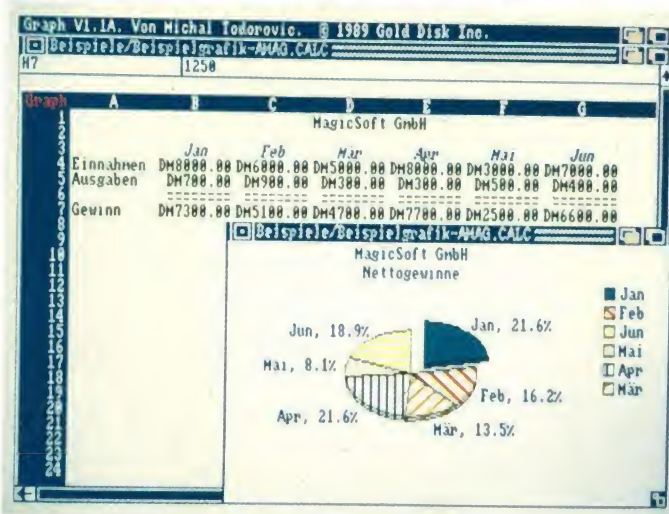 Graph V1.1A. Von Michal Todorovic. © 1989 Gold Disk Inc.
Beispiele/Beispielgrafik-AMAG.CALC
H7 1250
Graph A B C D E F G
1 MagicSoft GmbH
2
3 Jan Feb Mär Apr Mai Jun
4 Einnahmen DM8000.00 DM6000.00 DM5000.00 DM8000.00 DM3000.00 DM7000.00
5 Ausgaben DM700.00 DM900.00 DM300.00 DM300.00 DM500.00 DM400.00
6 --------- --------- --------- --------- --------- ---------
7 Gewinn DM7300.00 DM5100.00 DM4700.00 DM7700.00 DM2500.00 DM6600.00
8
9
10
11
12
13
14
15
16
17
18
19
20
21
22
23
24
Beispiele/Beispielgrafik-AMAG.CALC
MagicSoft GmbH
Nettogewinne
Jun, 18.9%
Jan, 21.6%
Mai, 8.1%
Feb, 16.2%
Apr, 21.6%
Mär, 13.5%
Jan
Feb
Jun
Mai
Apr
Mär